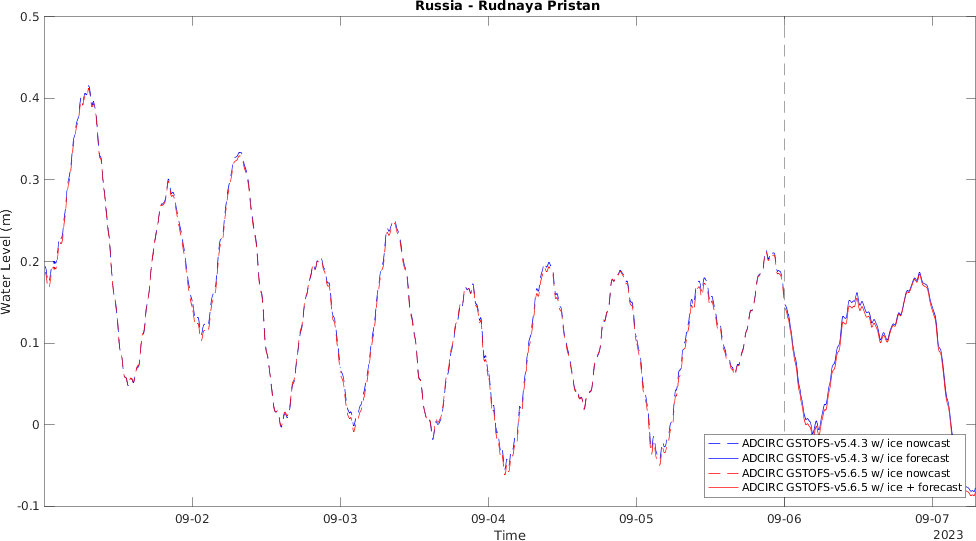 Russia - Rudnaya Pristan
0.5
0.4
0.3
0.2
0.1
0
-0.1
Water Level (m)
ADCIRC GSTOFS-v5.4.3 w/ ice nowcast
ADCIRC GSTOFS-v5.4.3 w/ ice forecast
ADCIRC GSTOFS-v5.6.5 w/ ice nowcast
ADCIRC GSTOFS-v5.6.5 w/ ice + forecast
09-02 09-03 09-04 09-05 09-06 09-07
Time
2023